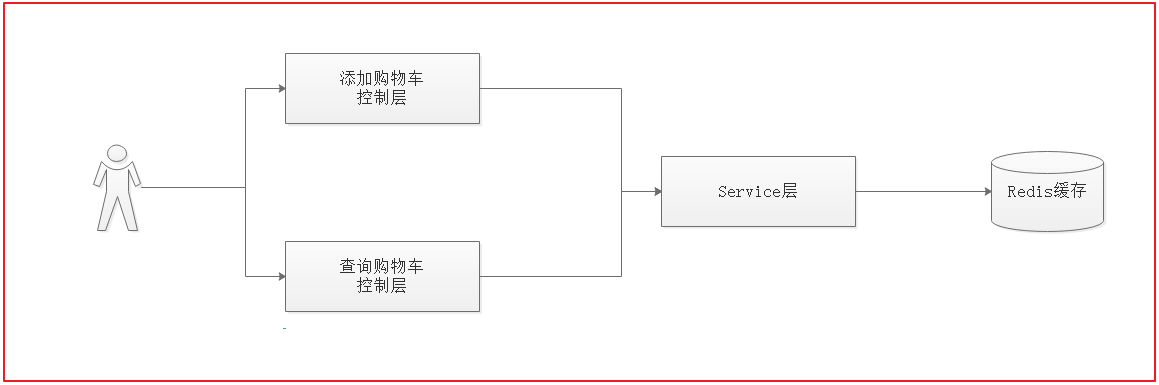 添加购物车
控制层
Service层
Redis缓存
查询购物车
控制层